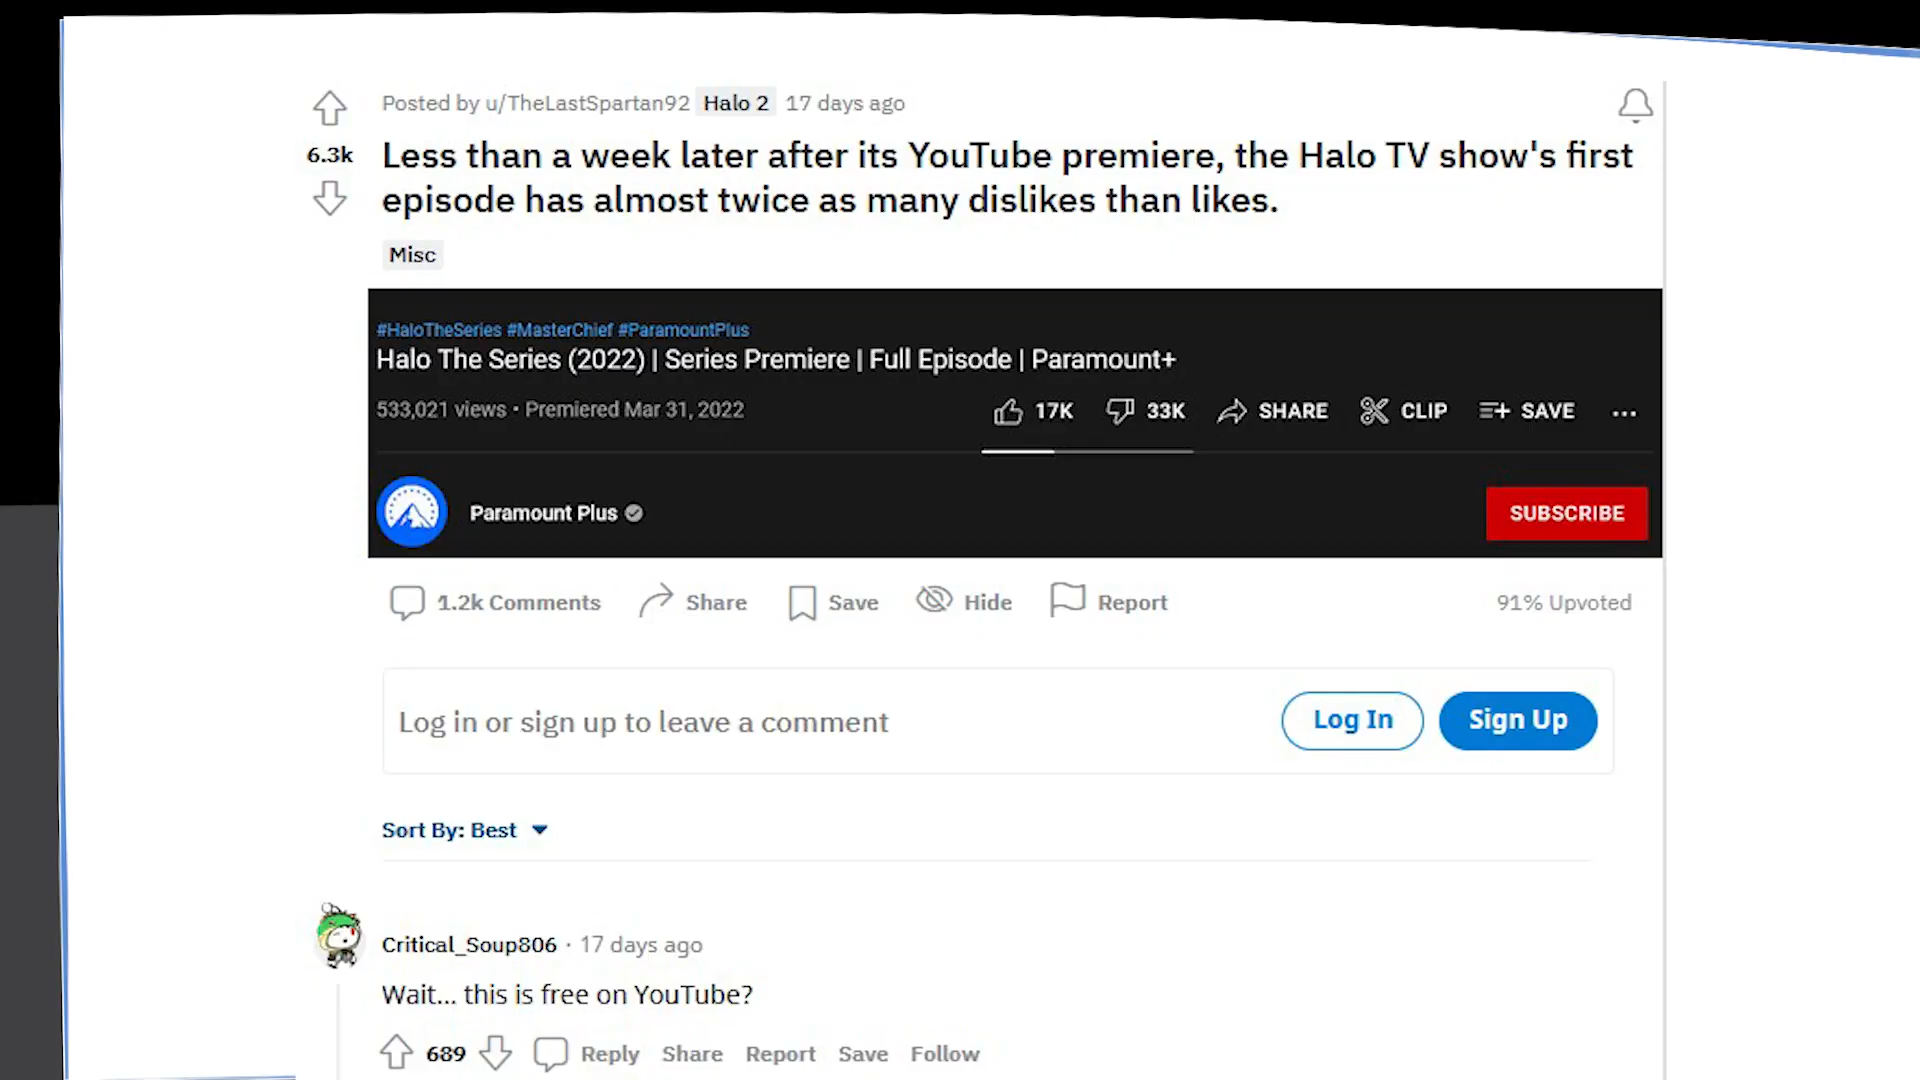 Posted by u/TheLastSpartan92 Halo 2 17 days ago
6.3k
Less than a week later after its YouTube premiere, the Halo TV show's first
episode has almost twice as many dislikes than likes.
Misc
#HaloTheSeries #MasterChief #ParamountPlus
Halo The Series (2022) | Series Premiere | Full Episode | Paramount+
533,021 views • Premiered Mar 31, 2022 17K 33K SHARE CLIP SAVE ...
Paramount Plus SUBSCRIBE
1.2k Comments Share Save Hide Report 91% Upvoted
Log in or sign up to leave a comment Log In Sign Up
Sort By: Best
Critical_Soup806 · 17 days ago
Wait... this is free on YouTube?
689 Reply Share Report Save Follow